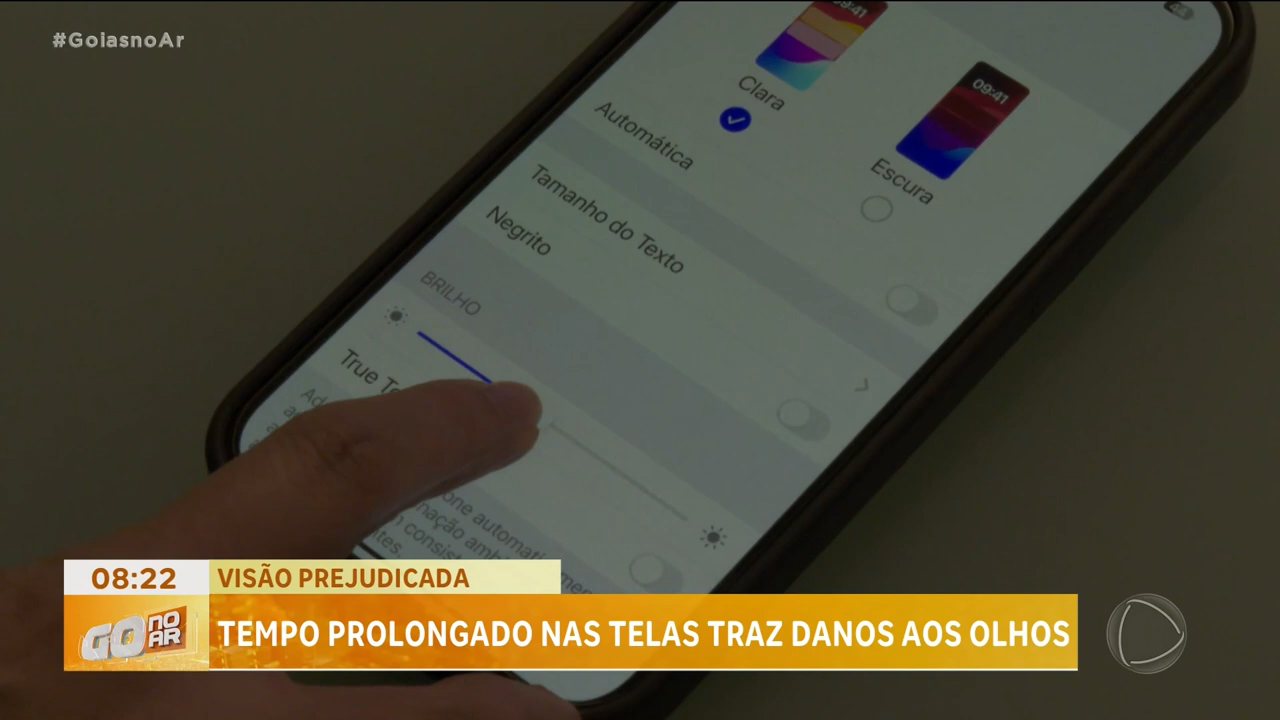 #GoiasnoAr
09:41
09:41
Clara
Escura
Automática
Tamanho do Texto
Negrito
BRILHO
True
08:22
VISÃO PREJUDICADA
GO NO AR
TEMPO PROLONGADO NAS TELAS TRAZ DANOS AOS OLHOS